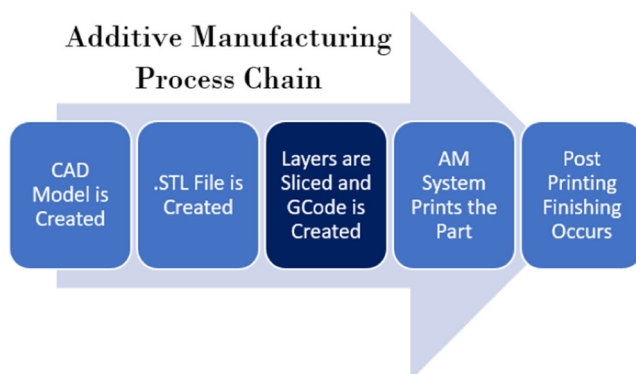 Additive Manufacturing
Process Chain
CAD
Model is
Created
.STL File is
Created
Layers are
Sliced and
GCode is
Created
AM
System
Prints the
Part
Post
Printing
Finishing
Occurs